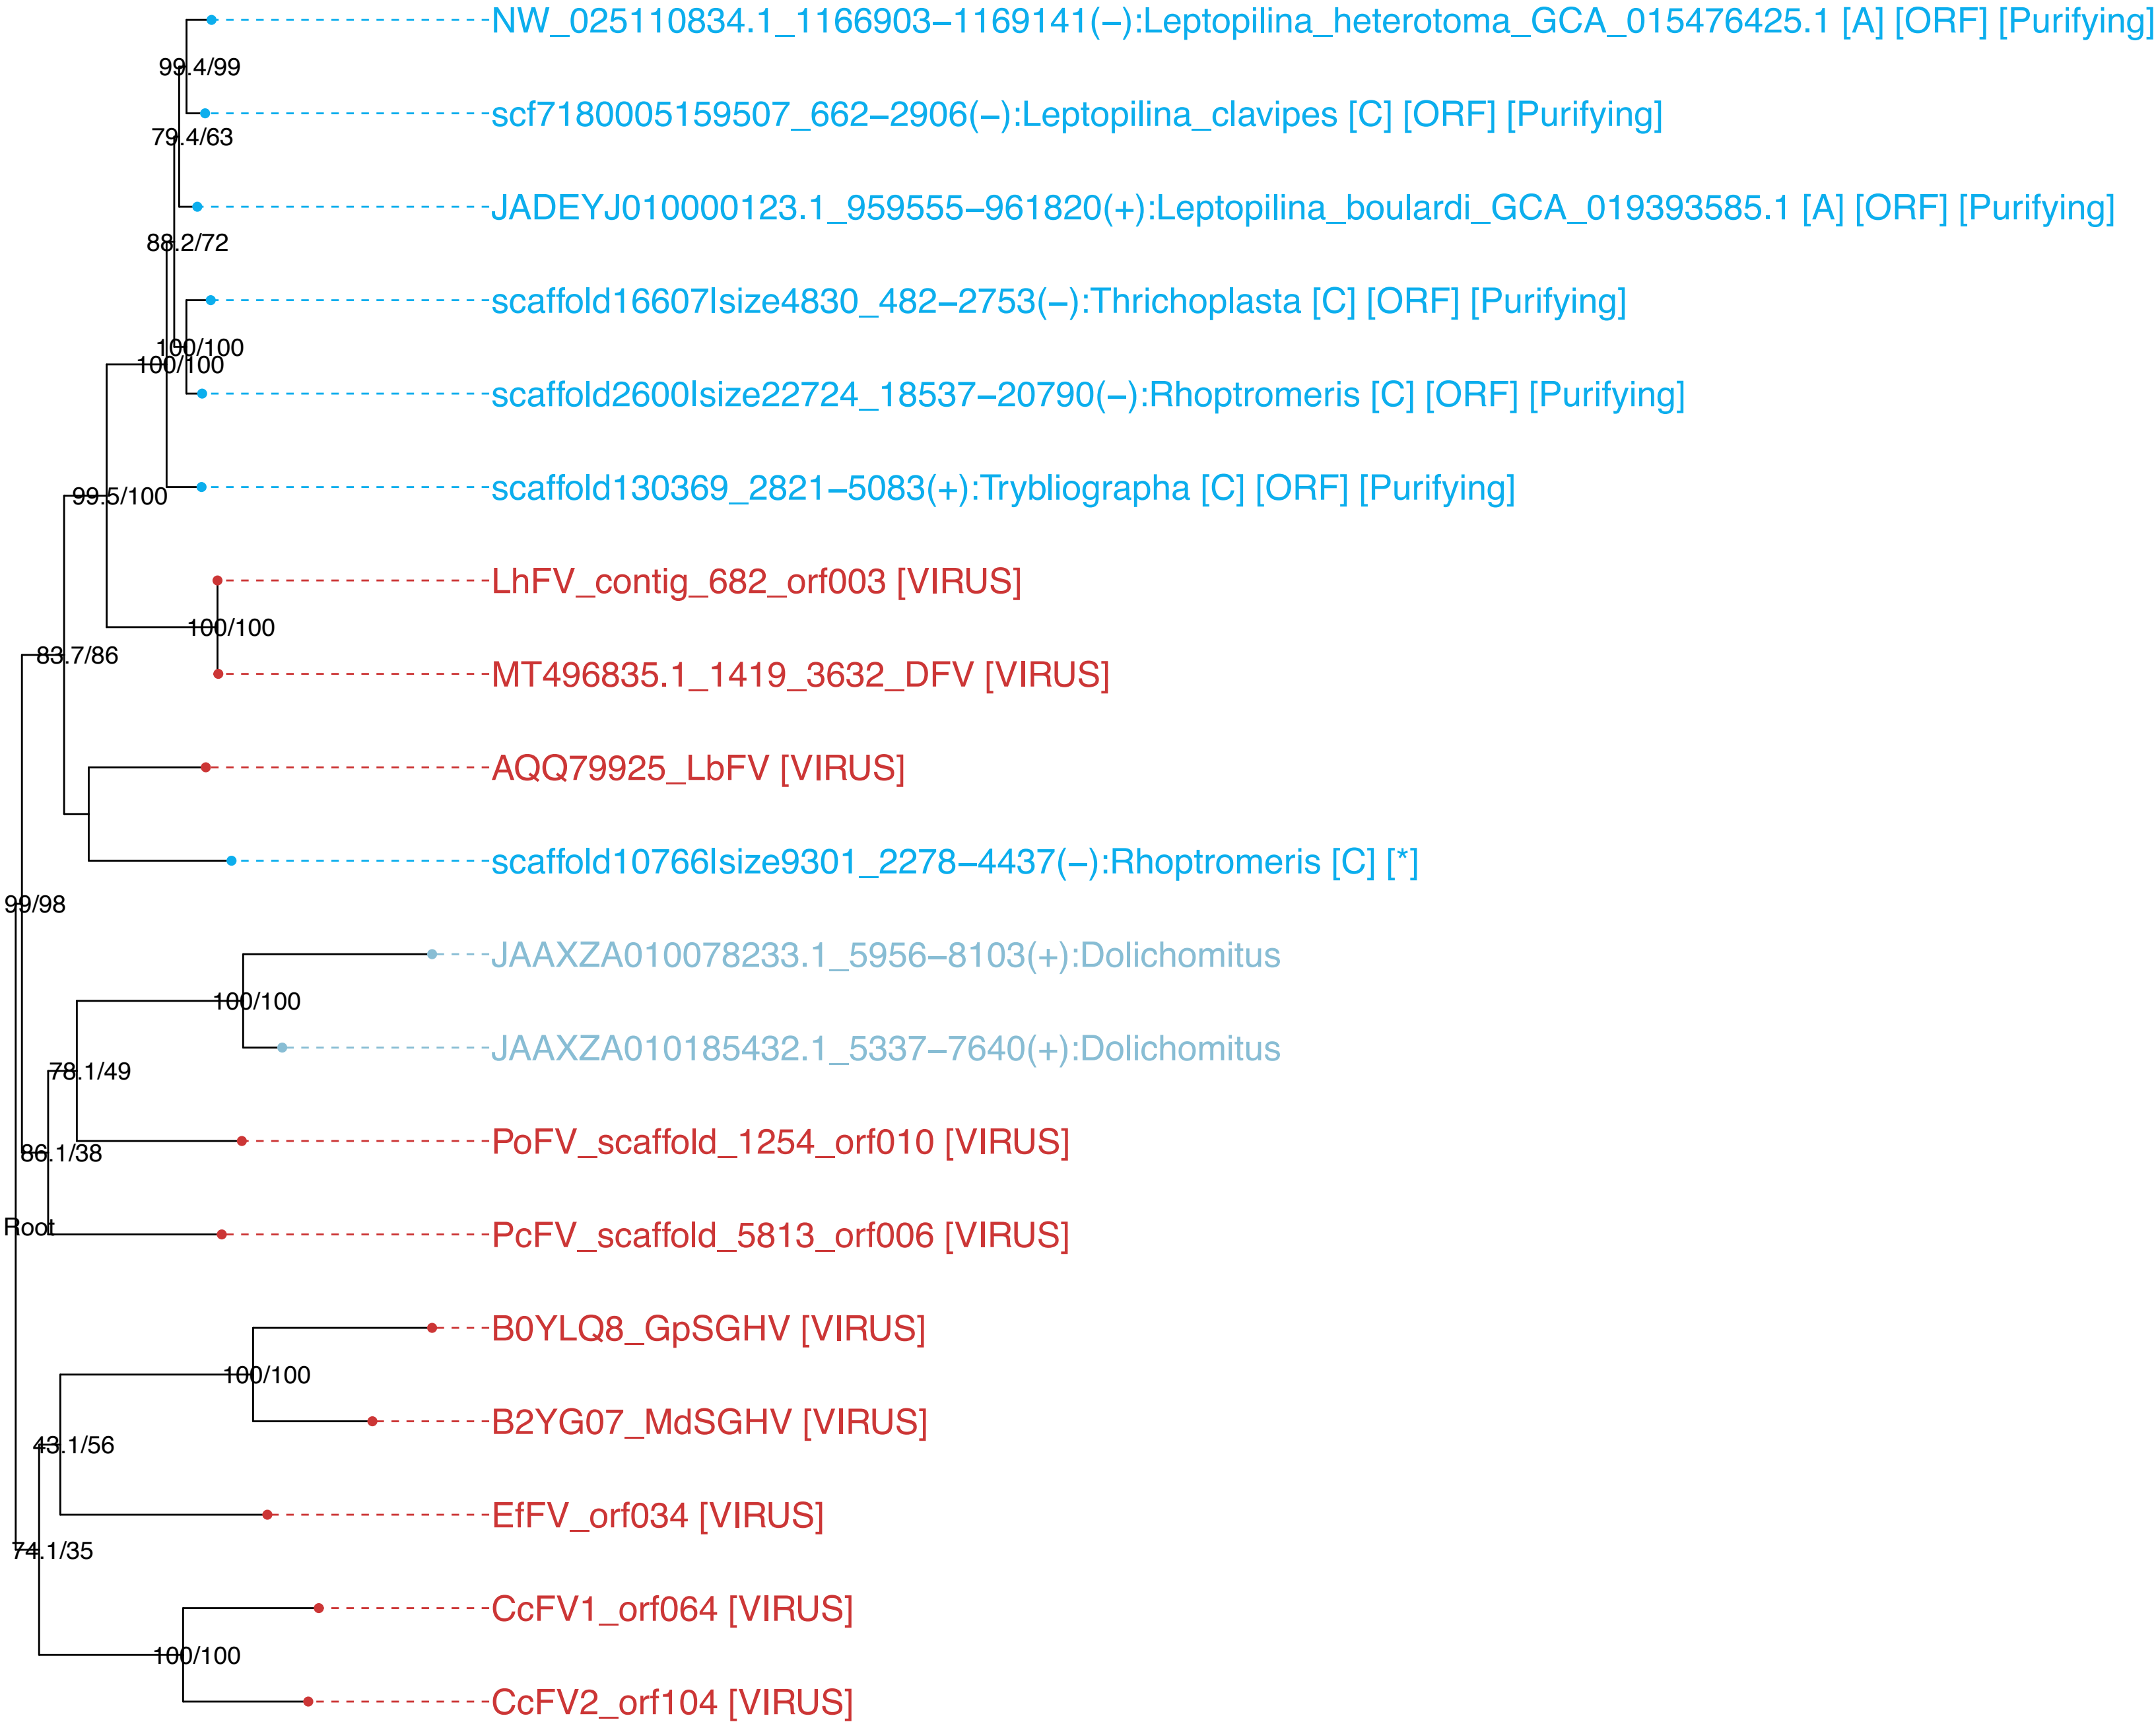 NW_025110834.1_1166903−1169141(−):Leptopilina_heterotoma_GCA_015476425.1 [A] [ORF] [Purifying]
99.4/99
scf7180005159507_662−2906(−):Leptopilina_clavipes [C] [ORF] [Purifying]
79.4/63
JADEYJ010000123.1_959555−961820(+):Leptopilina_boulardi_GCA_019393585.1 [A] [ORF] [Purifying]
88.2/72
scaffold16607lsize4830_482−2753(−):Thrichoplasta [C] [ORF] [Purifying]
100/100
100/100
scaffold2600lsize22724_18537−20790(−):Rhoptromeris [C] [ORF] [Purifying]
scaffold130369_2821−5083(+):Trybliographa [C] [ORF] [Purifying]
99.5/100
LhFV_contig_682_orf003 [VIRUS]
100/100
83.7/86
MT496835.1_1419_3632_DFV [VIRUS]
AQQ79925_LbFV [VIRUS]
scaffold10766lsize9301_2278−4437(−):Rhoptromeris [C] [*]
99/98
JAAXZA010078233.1_5956−8103(+):Dolichomitus
100/100
JAAXZA010185432.1_5337−7640(+):Dolichomitus
78.1/49
PoFV_scaffold_1254_orf010 [VIRUS]
86.1/38
Root
PcFV_scaffold_5813_orf006 [VIRUS]
B0YLQ8_GpSGHV [VIRUS]
100/100
B2YG07_MdSGHV [VIRUS]
43.1/56
EfFV_orf034 [VIRUS]
74.1/35
CcFV1_orf064 [VIRUS]
100/100
CcFV2_orf104 [VIRUS]